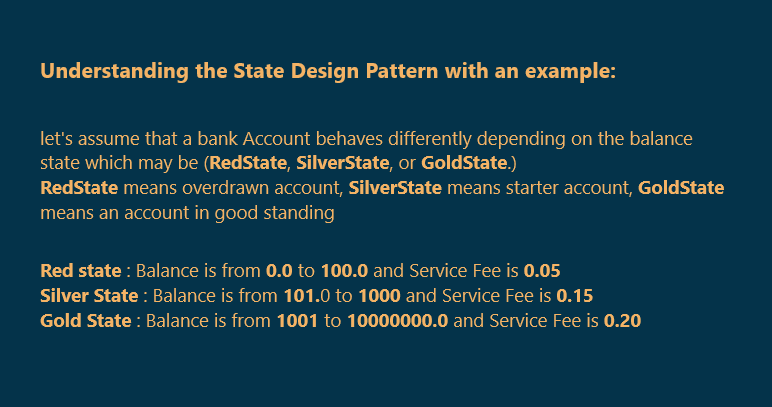 Understanding the State Design Pattern with an example:
let's assume that a bank Account behaves differently depending on the balance
state which may be (RedState, SilverState, or GoldState.)
RedState means overdrawn account, SilverState means starter account, GoldState
means an account in good standing
Red state : Balance is from 0.0 to 100.0 and Service Fee is 0.05
Silver State : Balance is from 101.0 to 1000 and Service Fee is 0.15
Gold State : Balance is from 1001 to 10000000.0 and Service Fee is 0.20